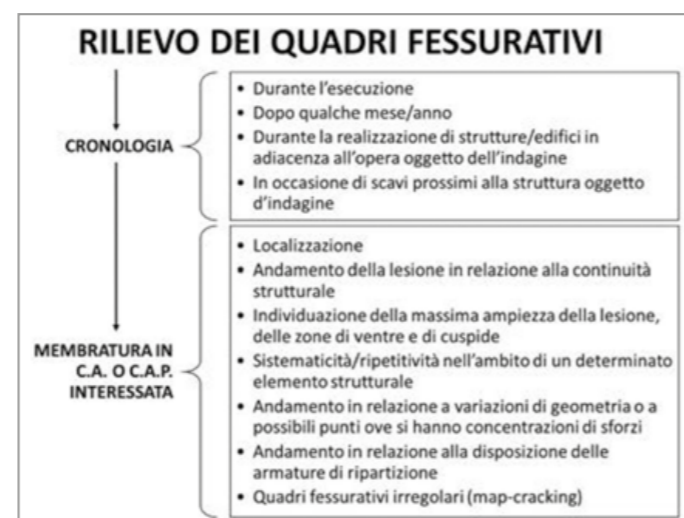 RILIEVO DEI QUADRI FESSURATIVI
CRONOLOGIA
• Durante l'esecuzione
• Dopo qualche mese/anno
• Durante la realizzazione di strutture/edifici in
adiacenza all'opera oggetto dell'indagine
• In occasione di scavi prossimi alla struttura oggetto
d'indagine
MEMBRATURA IN
C.A. O C.A.P.
INTERESSATA
• Localizzazione
• Andamento della lesione in relazione alla continuità
strutturale
• Individuazione della massima ampiezza della lesione,
delle zone di ventre e di cuspide
• Sistematicità/ripetitività nell'ambito di un determinato
elemento strutturale
• Andamento in relazione a variazioni di geometria o a
possibili punti ove si hanno concentrazioni di sforzi
• Andamento in relazione alla disposizione delle
armature di ripartizione
• Quadri fessurativi irregolari (map-cracking)